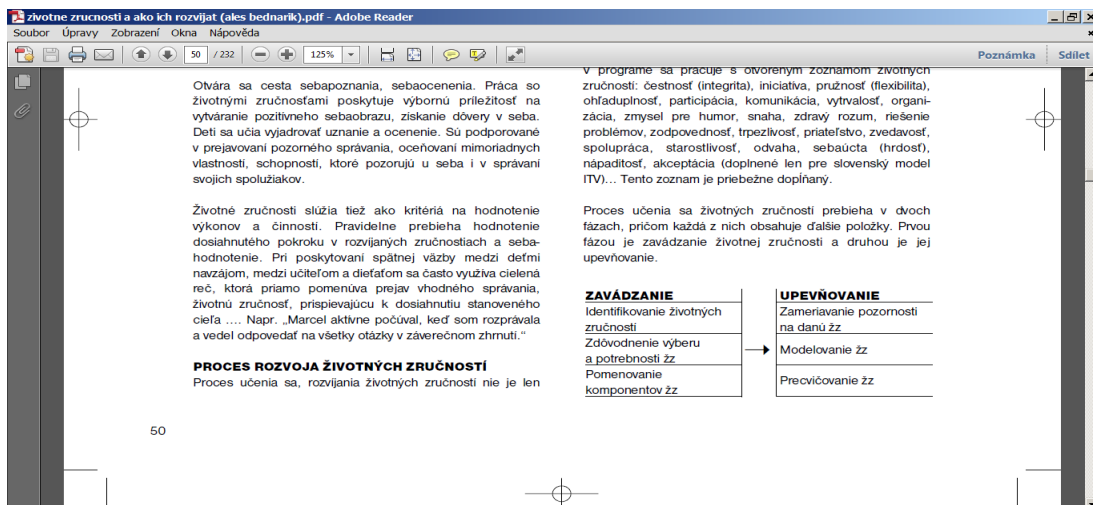 zivotne zrucnosti a ako ich rozvijat (ales bednarik).pdf - Adobe Reader
Soubor Úpravy Zobrazení Okna Nápověda
50 / 232 125% Poznámka Sdílet
Otvára sa cesta sebapoznania, sebaocenenia. Práca so
životnými zručnosťami poskytuje výbornú príležitosť na
vytváranie pozitívneho sebaobrazu, získanie dôvery v seba.
Deti sa učia vyjadrovať uznanie a ocenenie. Sú podporované
v prejavovaní pozorného správania, oceňovaní mimoriadnych
vlastností, schopností, ktoré pozorujú u seba i v správaní
svojich spolužiakov.
Životné zručnosti slúžia tiež ako kritériá na hodnotenie
výkonov a činností. Pravidelne prebieha hodnotenie
dosiahnutého pokroku v rozvíjaných zručnostiach a seba-
hodnotenie. Pri poskytovaní spätnej väzby medzi deťmi
navzájom, medzi učiteľom a dieťaťom sa často využíva cielená
reč, ktorá priamo pomenúva prejav vhodného správania,
životnú zručnosť, prispievajúcu k dosiahnutiu stanoveného
cieľa .... Napr. „Marcel aktívne počúval, keď som rozprávala
a vedel odpovedať na všetky otázky v záverečnom zhrnutí.“
PROCES ROZVOJA ŽIVOTNÝCH ZRUČNOSTÍ
Proces učenia sa, rozvíjania životných zručností nie je len
50
v programe sa pracuje s otvoreným zoznamom životných
zručností: čestnosť (integrita), iniciatíva, pružnosť (flexibilita),
ohľaduplnosť, participácia, komunikácia, vytrvalosť, organi-
zácia, zmysel pre humor, snaha, zdravý rozum, riešenie
problémov, zodpovednosť, trpezlivosť, priateľstvo, zvedavosť,
spolupráca, starostlivosť, odvaha, sebaúcta (hrdosť),
nápaditosť, akceptácia (doplnené len pre slovenský model
ITV)... Tento zoznam je priebežne dopĺňaný.
Proces učenia sa životných zručností prebieha v dvoch
fázach, pričom každá z nich obsahuje ďalšie položky. Prvou
fázou je zavádzanie životnej zručnosti a druhou je jej
upevňovanie.
ZAVÁDZANIE
Identifikovanie životných
zručností
Zdôvodnenie výberu
a potrebnosti žz
Pomenovanie
komponentov žz
UPEVŇOVANIE
Zameriavanie pozornosti
na danú žz
Modelovanie žz
Precvičovanie žz